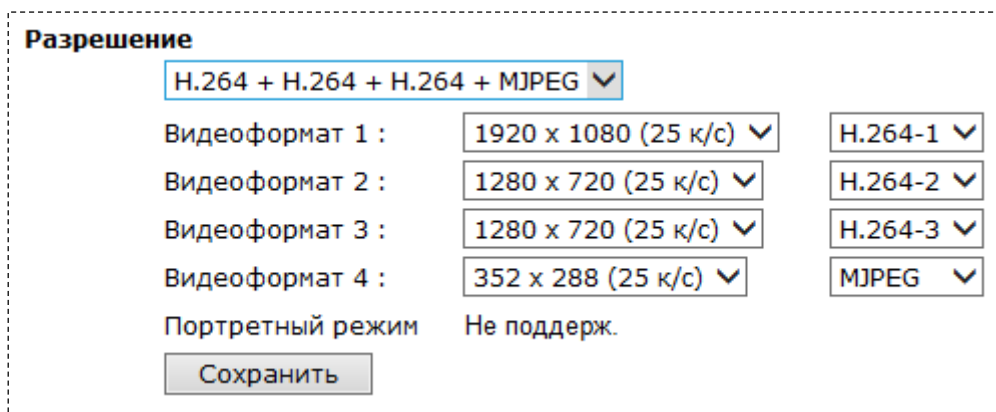 Разрешение
H.264 + H.264 + H.264 + MJPEG
Видеоформат 1 : 1920 x 1080 (25 к/с) H.264-1
Видеоформат 2 : 1280 x 720 (25 к/с) H.264-2
Видеоформат 3 : 1280 x 720 (25 к/с) H.264-3
Видеоформат 4 : 352 x 288 (25 к/с) MJPEG
Портретный режим Не поддерж.
Сохранить